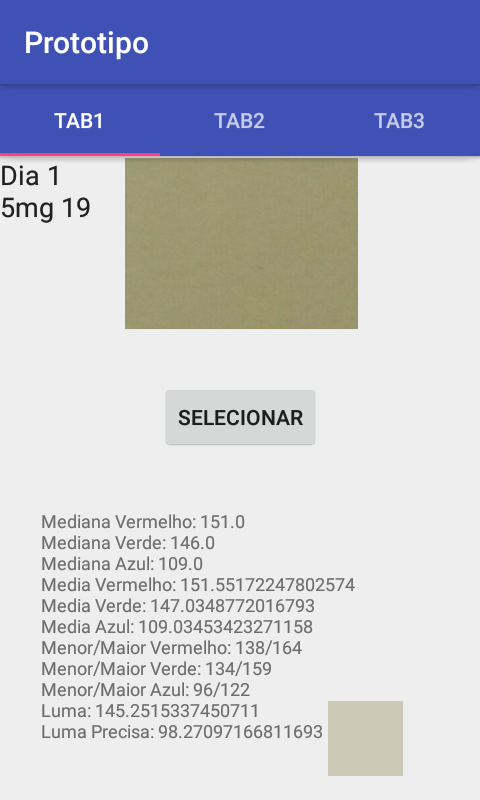 Prototipo
TAB1 TAB2 TAB3
Dia 1
5mg 19
SELECIONAR
Mediana Vermelho: 151.0
Mediana Verde: 146.0
Mediana Azul: 109.0
Media Vermelho: 151.55172247802574
Media Verde: 147.0348772016793
Media Azul: 109.03453423271158
Menor/Maior Vermelho: 138/164
Menor/Maior Verde: 134/159
Menor/Maior Azul: 96/122
Luma: 145.2515337450711
Luma Precisa: 98.27097166811693